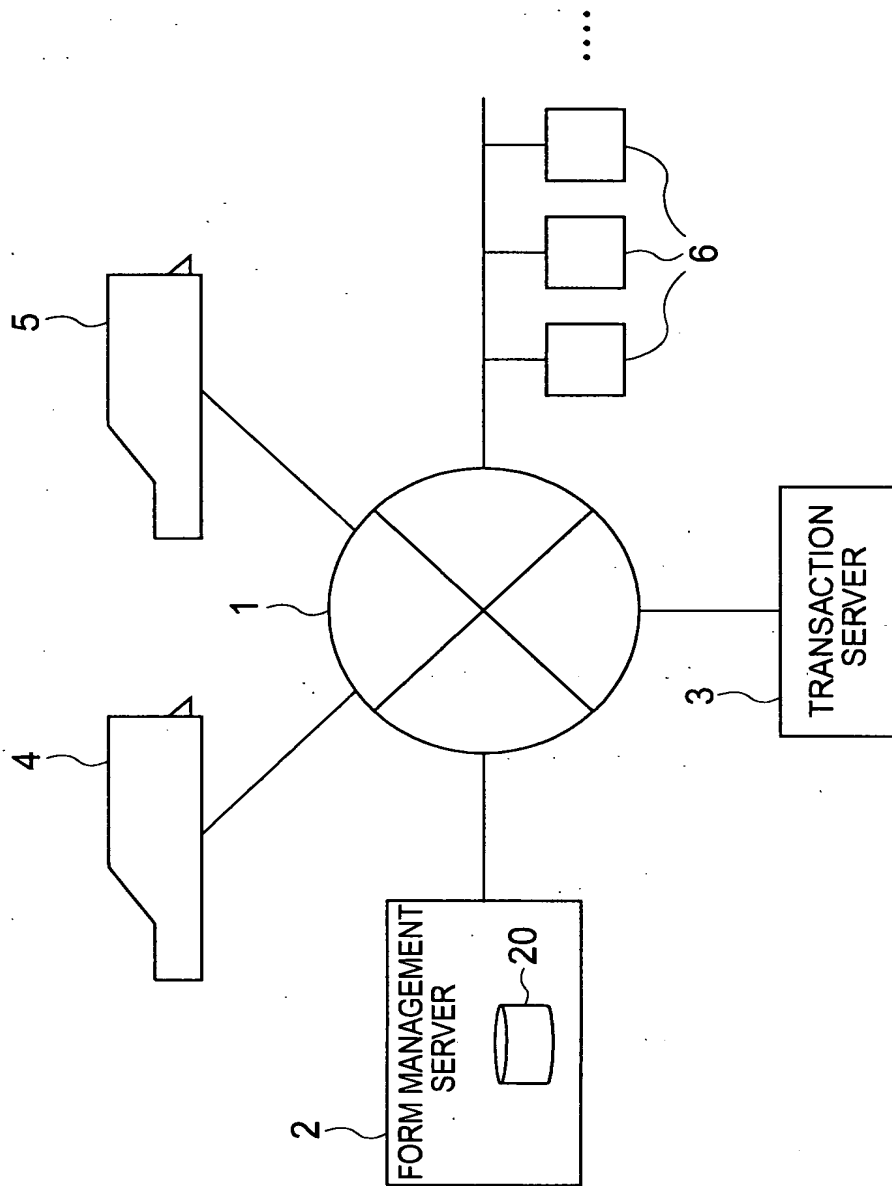 4
5
1
2
FORM MANAGEMENT
SERVER
20
6
....
3
TRANSACTION
SERVER